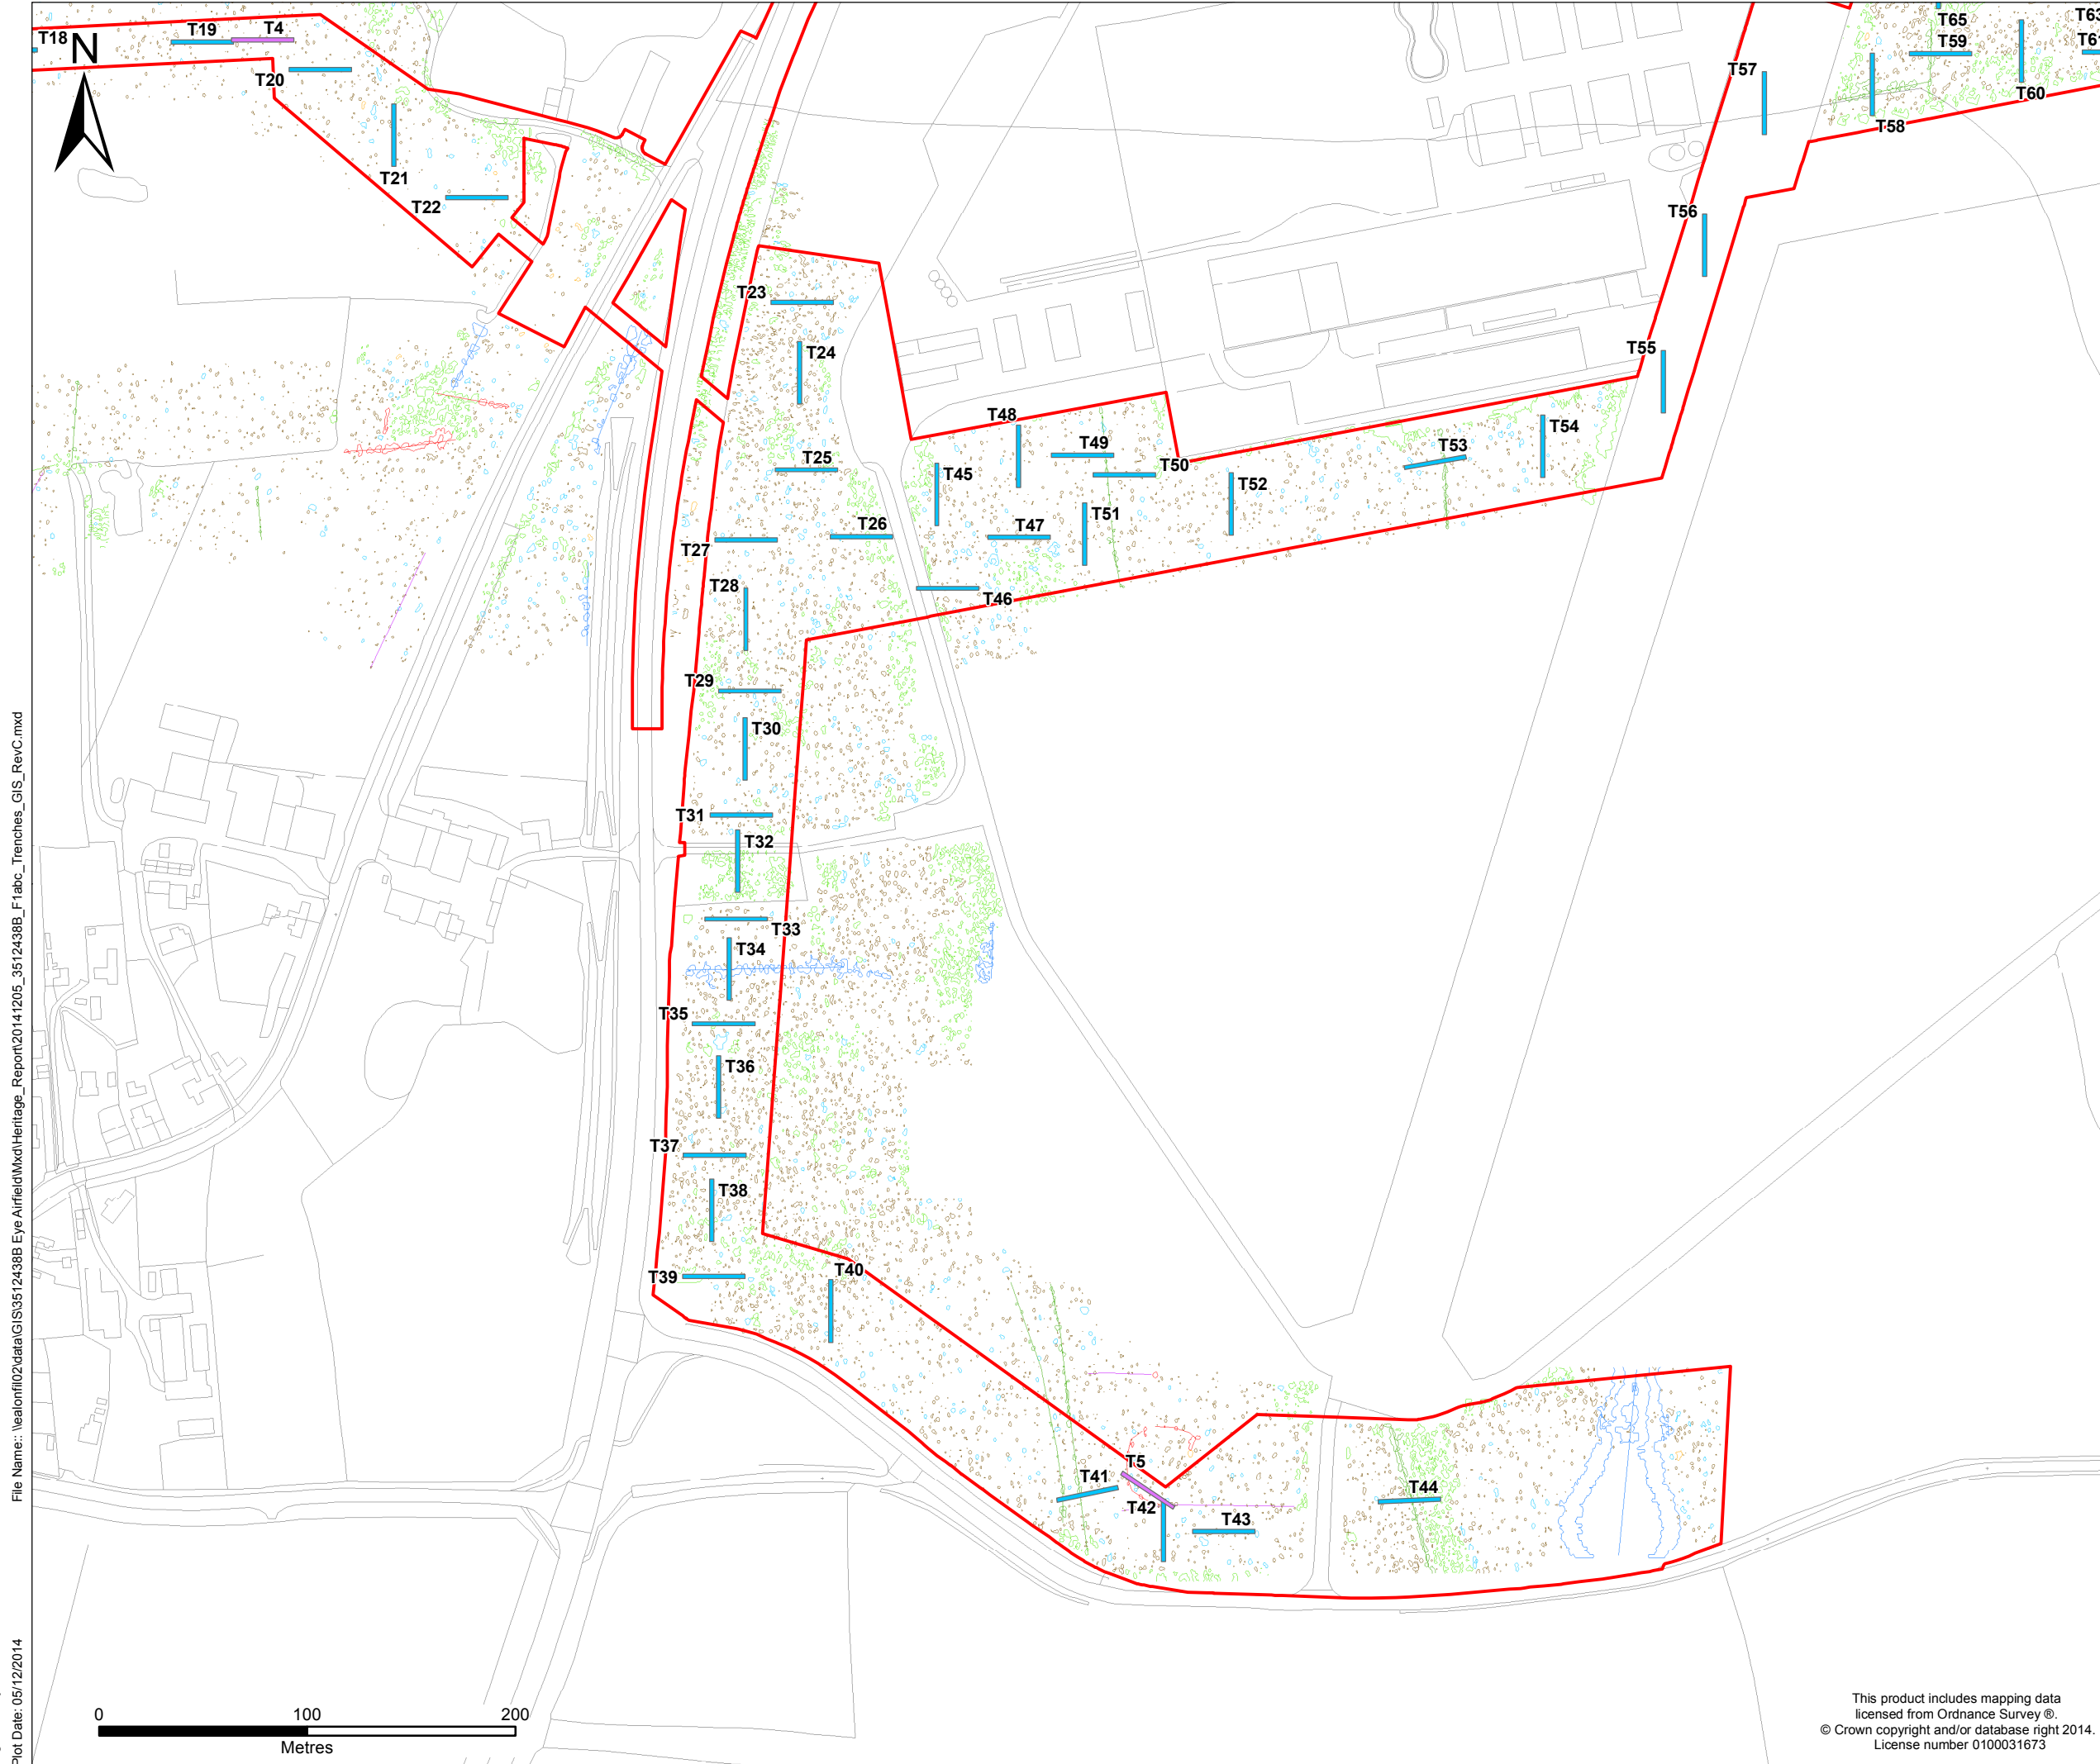 T18
N
T19
T4
T20
T21
T22
T65
T59
T57
T60
T58
T56
T55
T23
T24
T25
T26
T27
T28
T29
T30
T31
T32
T33
T34
T35
T36
T37
T38
T39
T40
T48
T49
T50
T45
T47
T51
T52
T53
T54
T46
T5
T41
T42
T43
T44
File Name:: \\ealonfil02\data\GIS\3512438B Eye Airfield\Mxd\Heritage_Report\20141205_3512438B_F1abc_Trenches_GIS_RevC.mxd
Plot Date: 05/12/2014
0 100 200
Metres
This product includes mapping data
licensed from Ordnance Survey ®.
© Crown copyright and/or database right 2014.
License number 0100031673